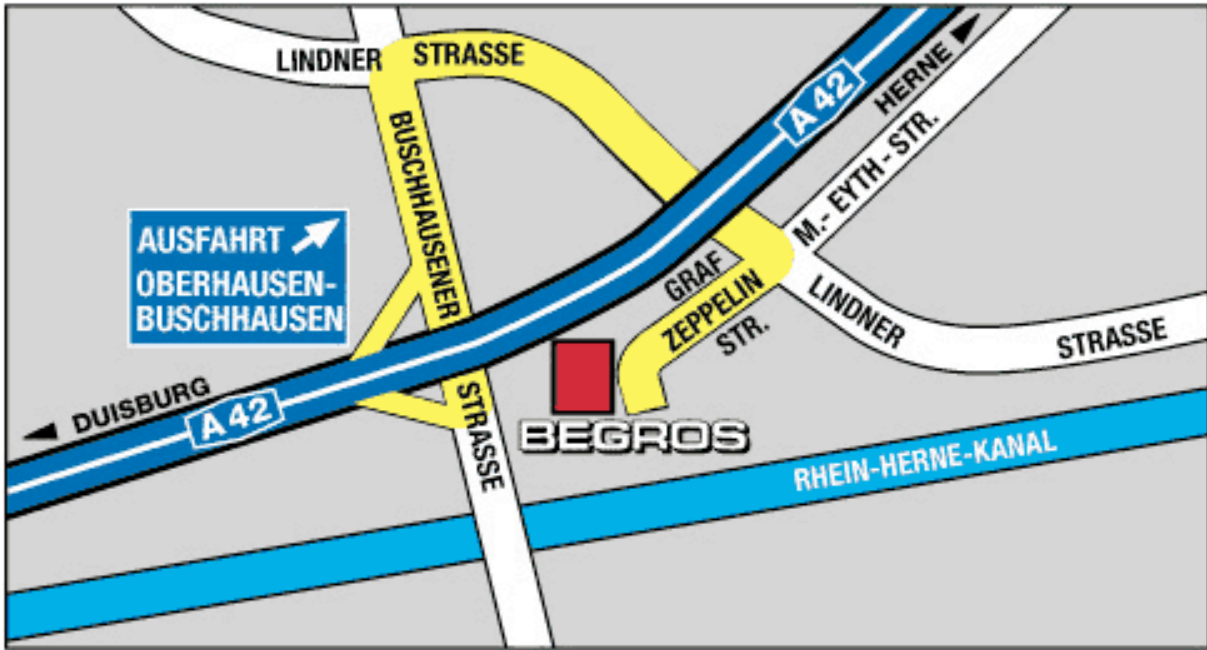 LINDNER STRASSE
A 42
HERNE
M.- EYTH - STR.
BUSCHHAUSENER STRASSE
AUSFAHRT
OBERHAUSEN-
BUSCHHAUSEN
GRAF
ZEPPELIN
STR.
LINDNER STRASSE
DUISBURG
A 42
BEGROS
RHEIN-HERNE-KANAL